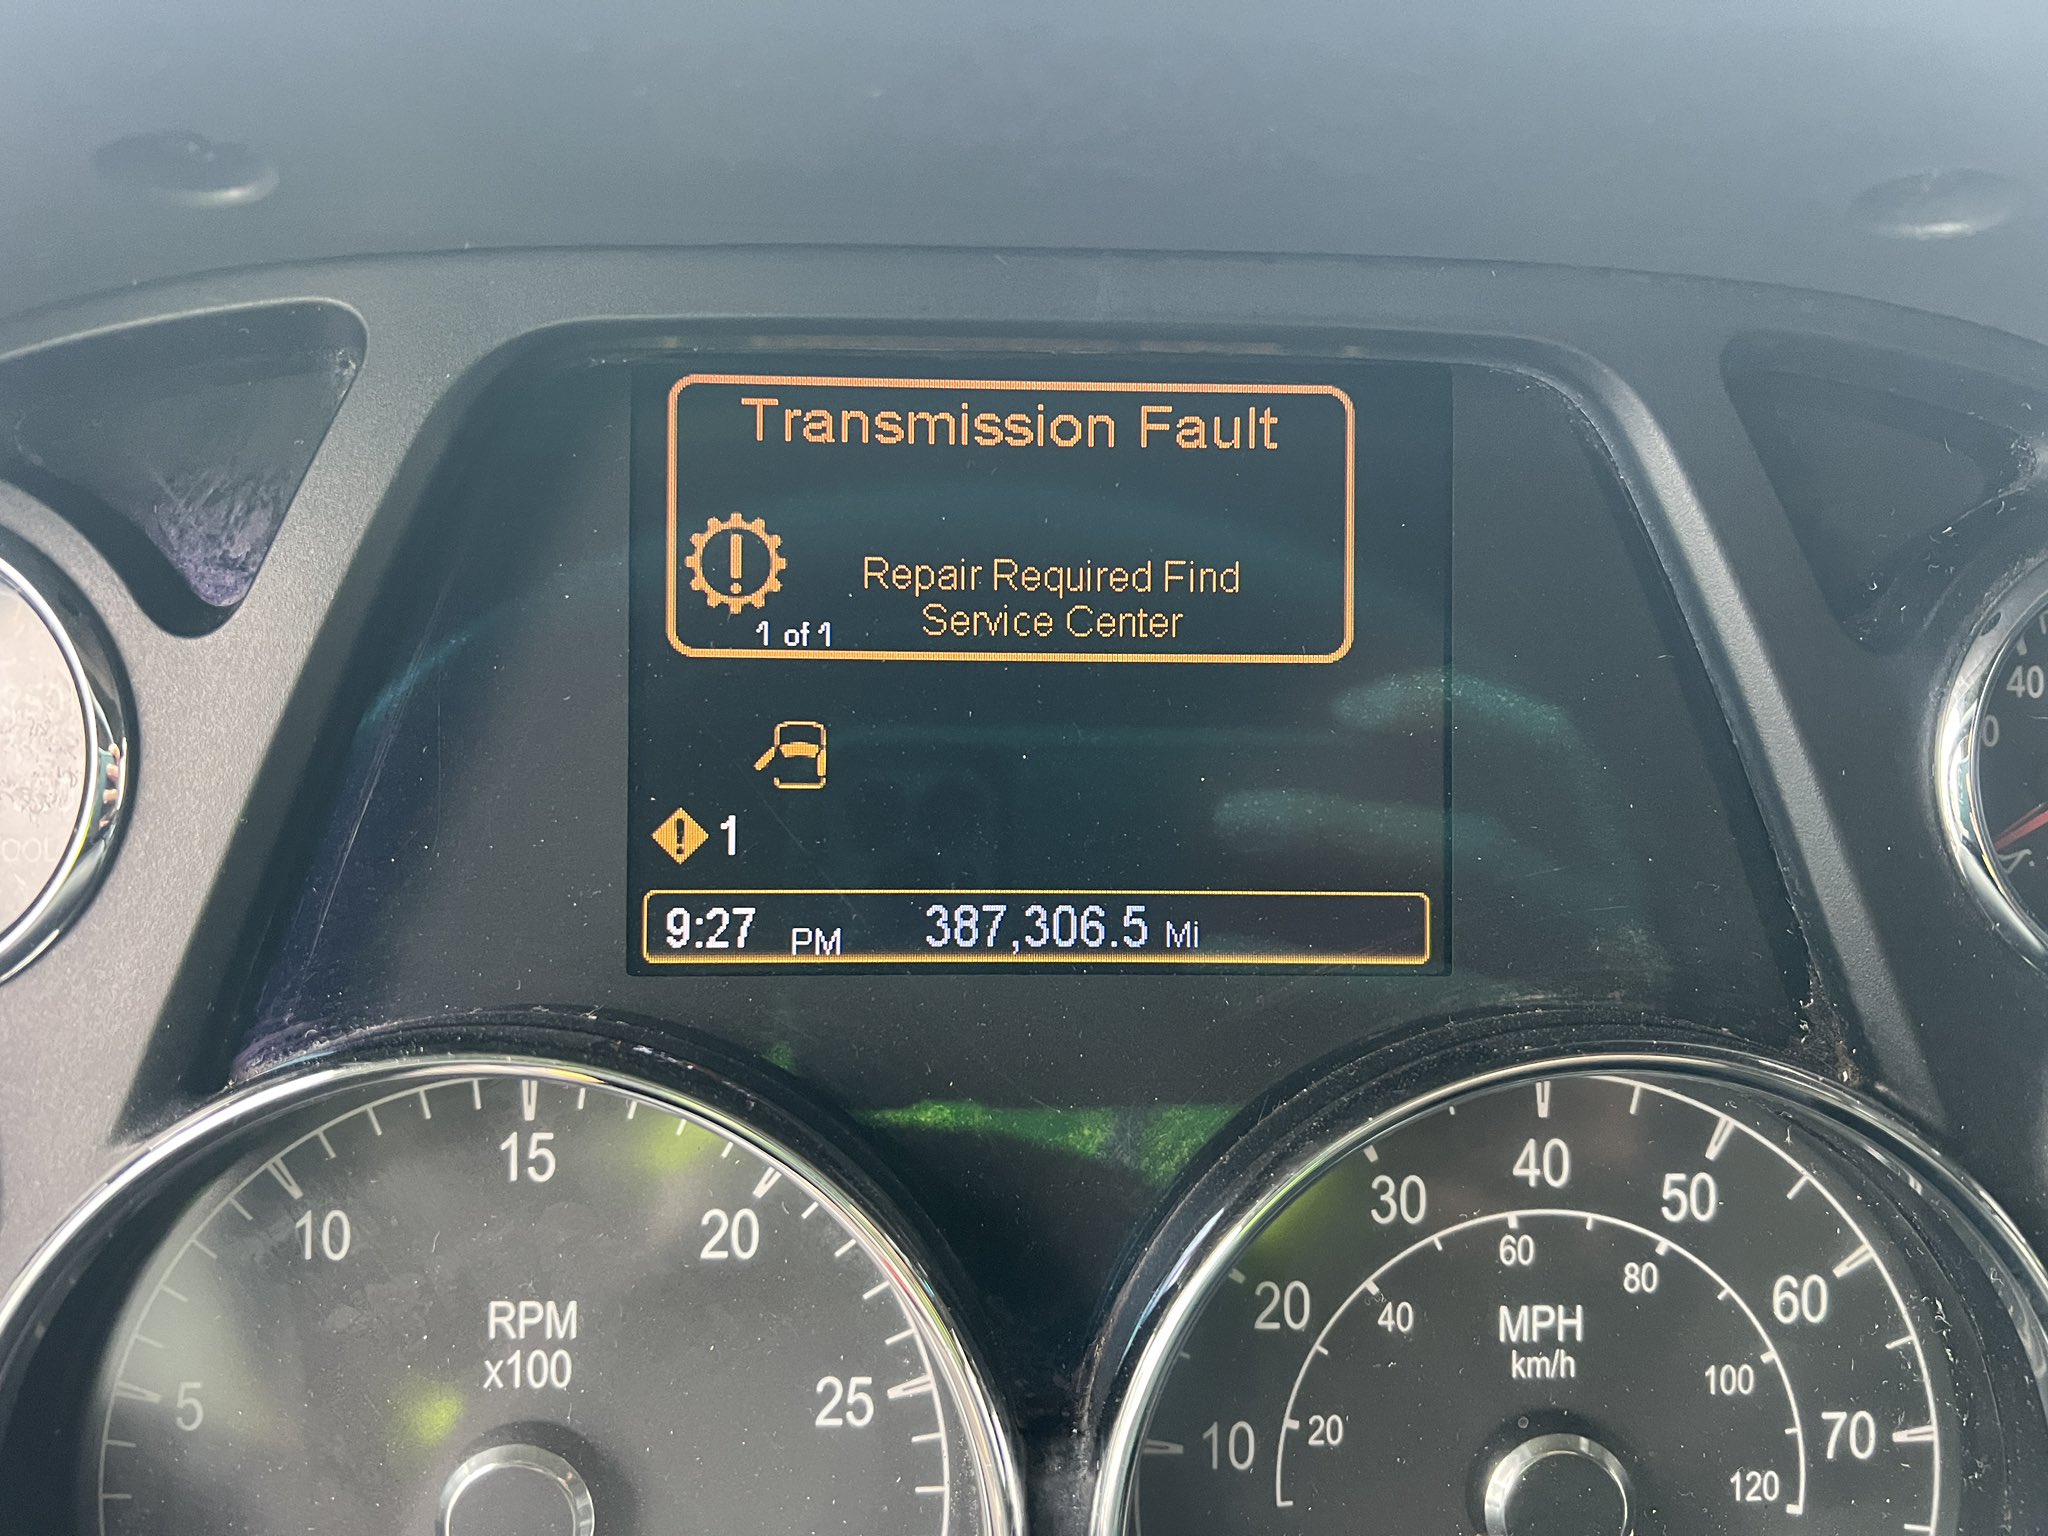 Transmission Fault
Repair Required Find
Service Center
1 of 1
1
9:27 PM 387,306.5 Mi
5
10
15
20
25
RPM
x100
10
20
30
40
50
60
70
20
40
60
80
100
120
MPH
km/h
40
0